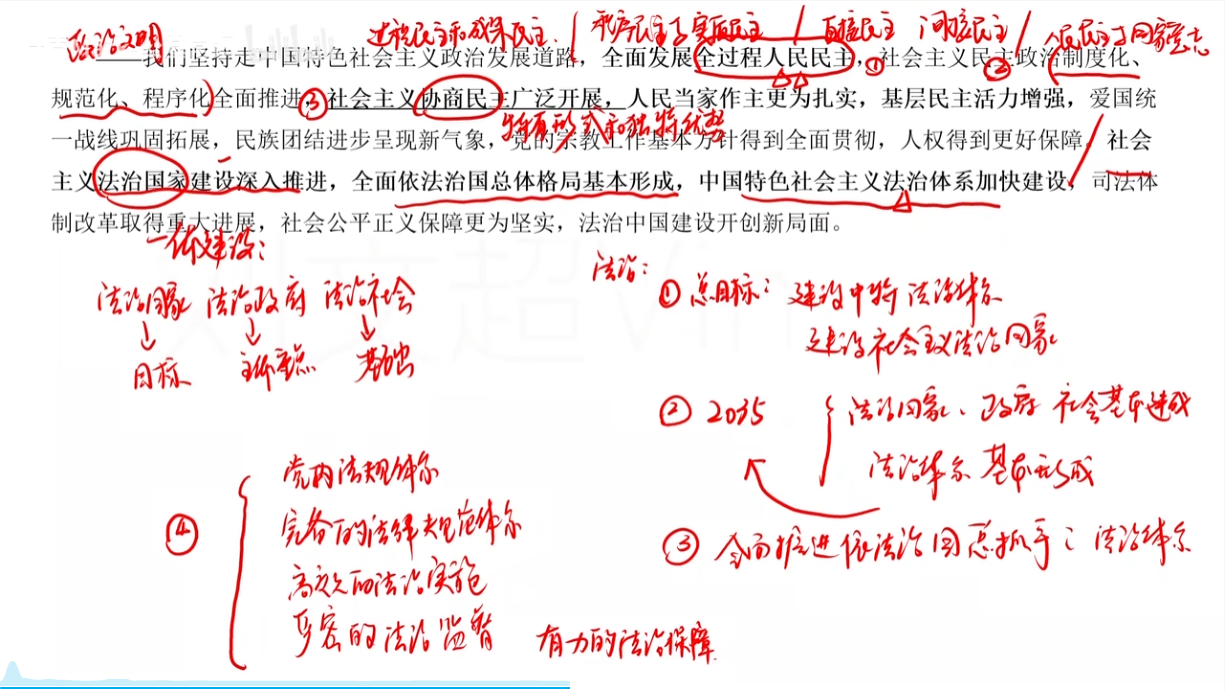 政治文明
过程民主和成果民主 / 程序民主与实质民主 / 直接民主 间接民主 / 人民民主与国家意志
——我们坚持走中国特色社会主义政治发展道路，全面发展全过程人民民主，①社会主义民主②政治制度化、
规范化、程序化全面推进，③社会主义协商民主广泛开展，人民当家作主更为扎实，基层民主活力增强，爱国统
特有形式和独特优势
一战线巩固拓展，民族团结进步呈现新气象，党的宗教工作基本方针得到全面贯彻，人权得到更好保障。社会
主义法治国家建设深入推进，全面依法治国总体格局基本形成，中国特色社会主义法治体系加快建设，司法体
制改革取得重大进展，社会公平正义保障更为坚实，法治中国建设开创新局面。
一体建设：
法治国家 法治政府 法治社会
目标 主体重点 基础
法治：
① 总目标：建设中特法治体系
建设社会主义法治国家
② 2035 法治国家、政府 社会基本建成
法治体系 基本形成
③ 全面推进依法治国总抓手：法治体系
④ 党内法规体系
完备的法律规范体系
高效的法治实施
严密的法治监督
有力的法治保障